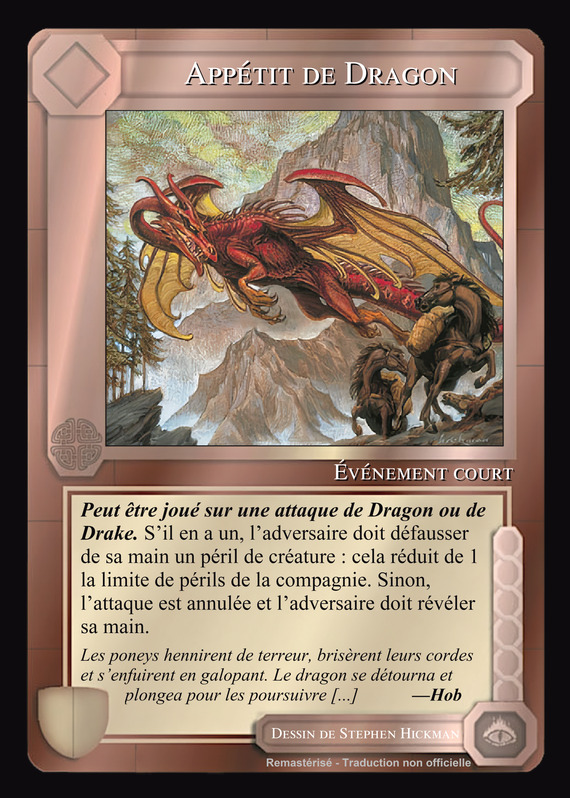 Appétit de Dragon
Événement court
Peut être joué sur une attaque de Dragon ou de
Drake. S'il en a un, l'adversaire doit défausser
de sa main un péril de créature : cela réduit de 1
la limite de périls de la compagnie. Sinon,
l'attaque est annulée et l'adversaire doit révéler
sa main.
Les poneys hennirent de terreur, brisèrent leurs cordes
et s'enfuirent en galopant. Le dragon se détourna et
plongea pour les poursuivre [...] —Hob
Dessin de Stephen Hickman
Remastérisé - Traduction non officielle